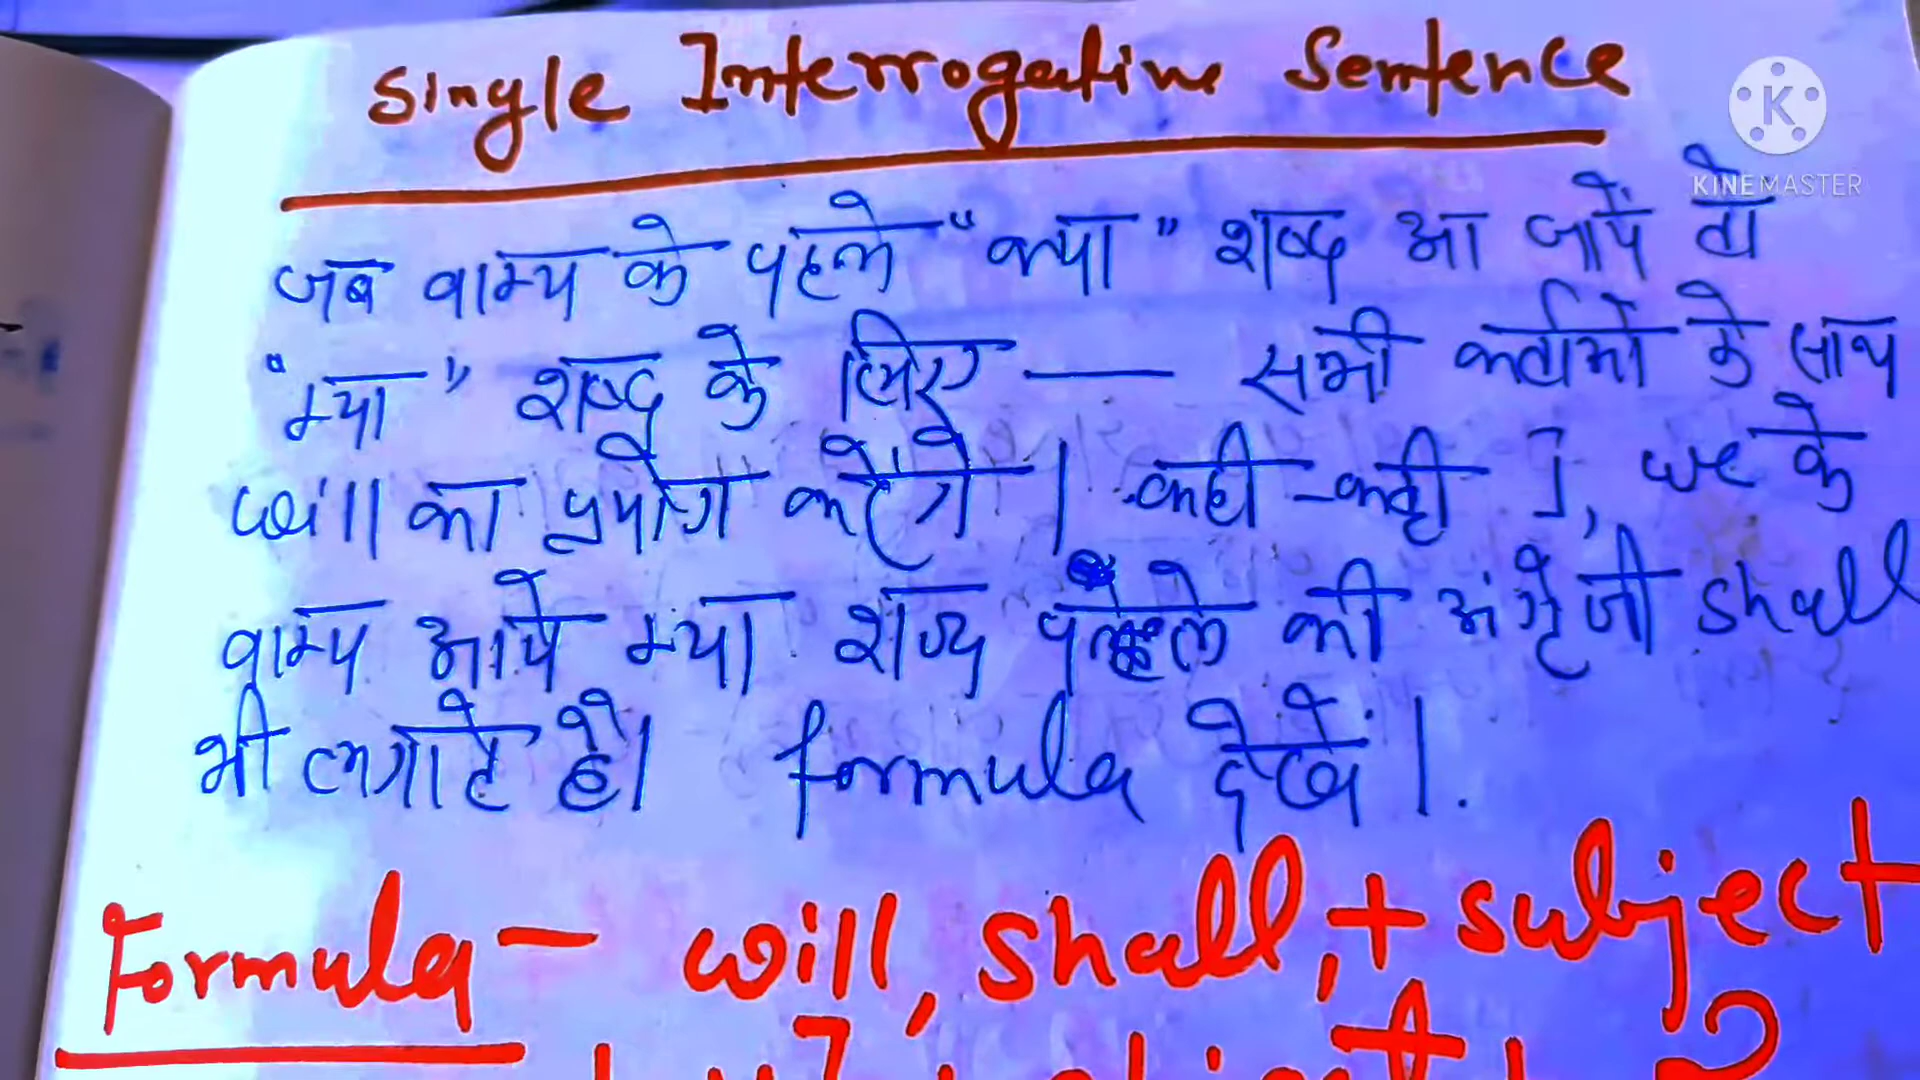 Single Interrogative Sentence
KINEMASTER
जब वाक्य के पहले "क्या" शब्द आ जाये तो
"क्या" शब्द के लिए — सभी कर्ताओ के साथ
will का प्रयोग करेंगे। कही-कही I, we के
वाक्य आये क्या शब्द पहले की अंग्रेजी shall
भी लगाते है। formula देखें।
Formula - will, shall, + subject